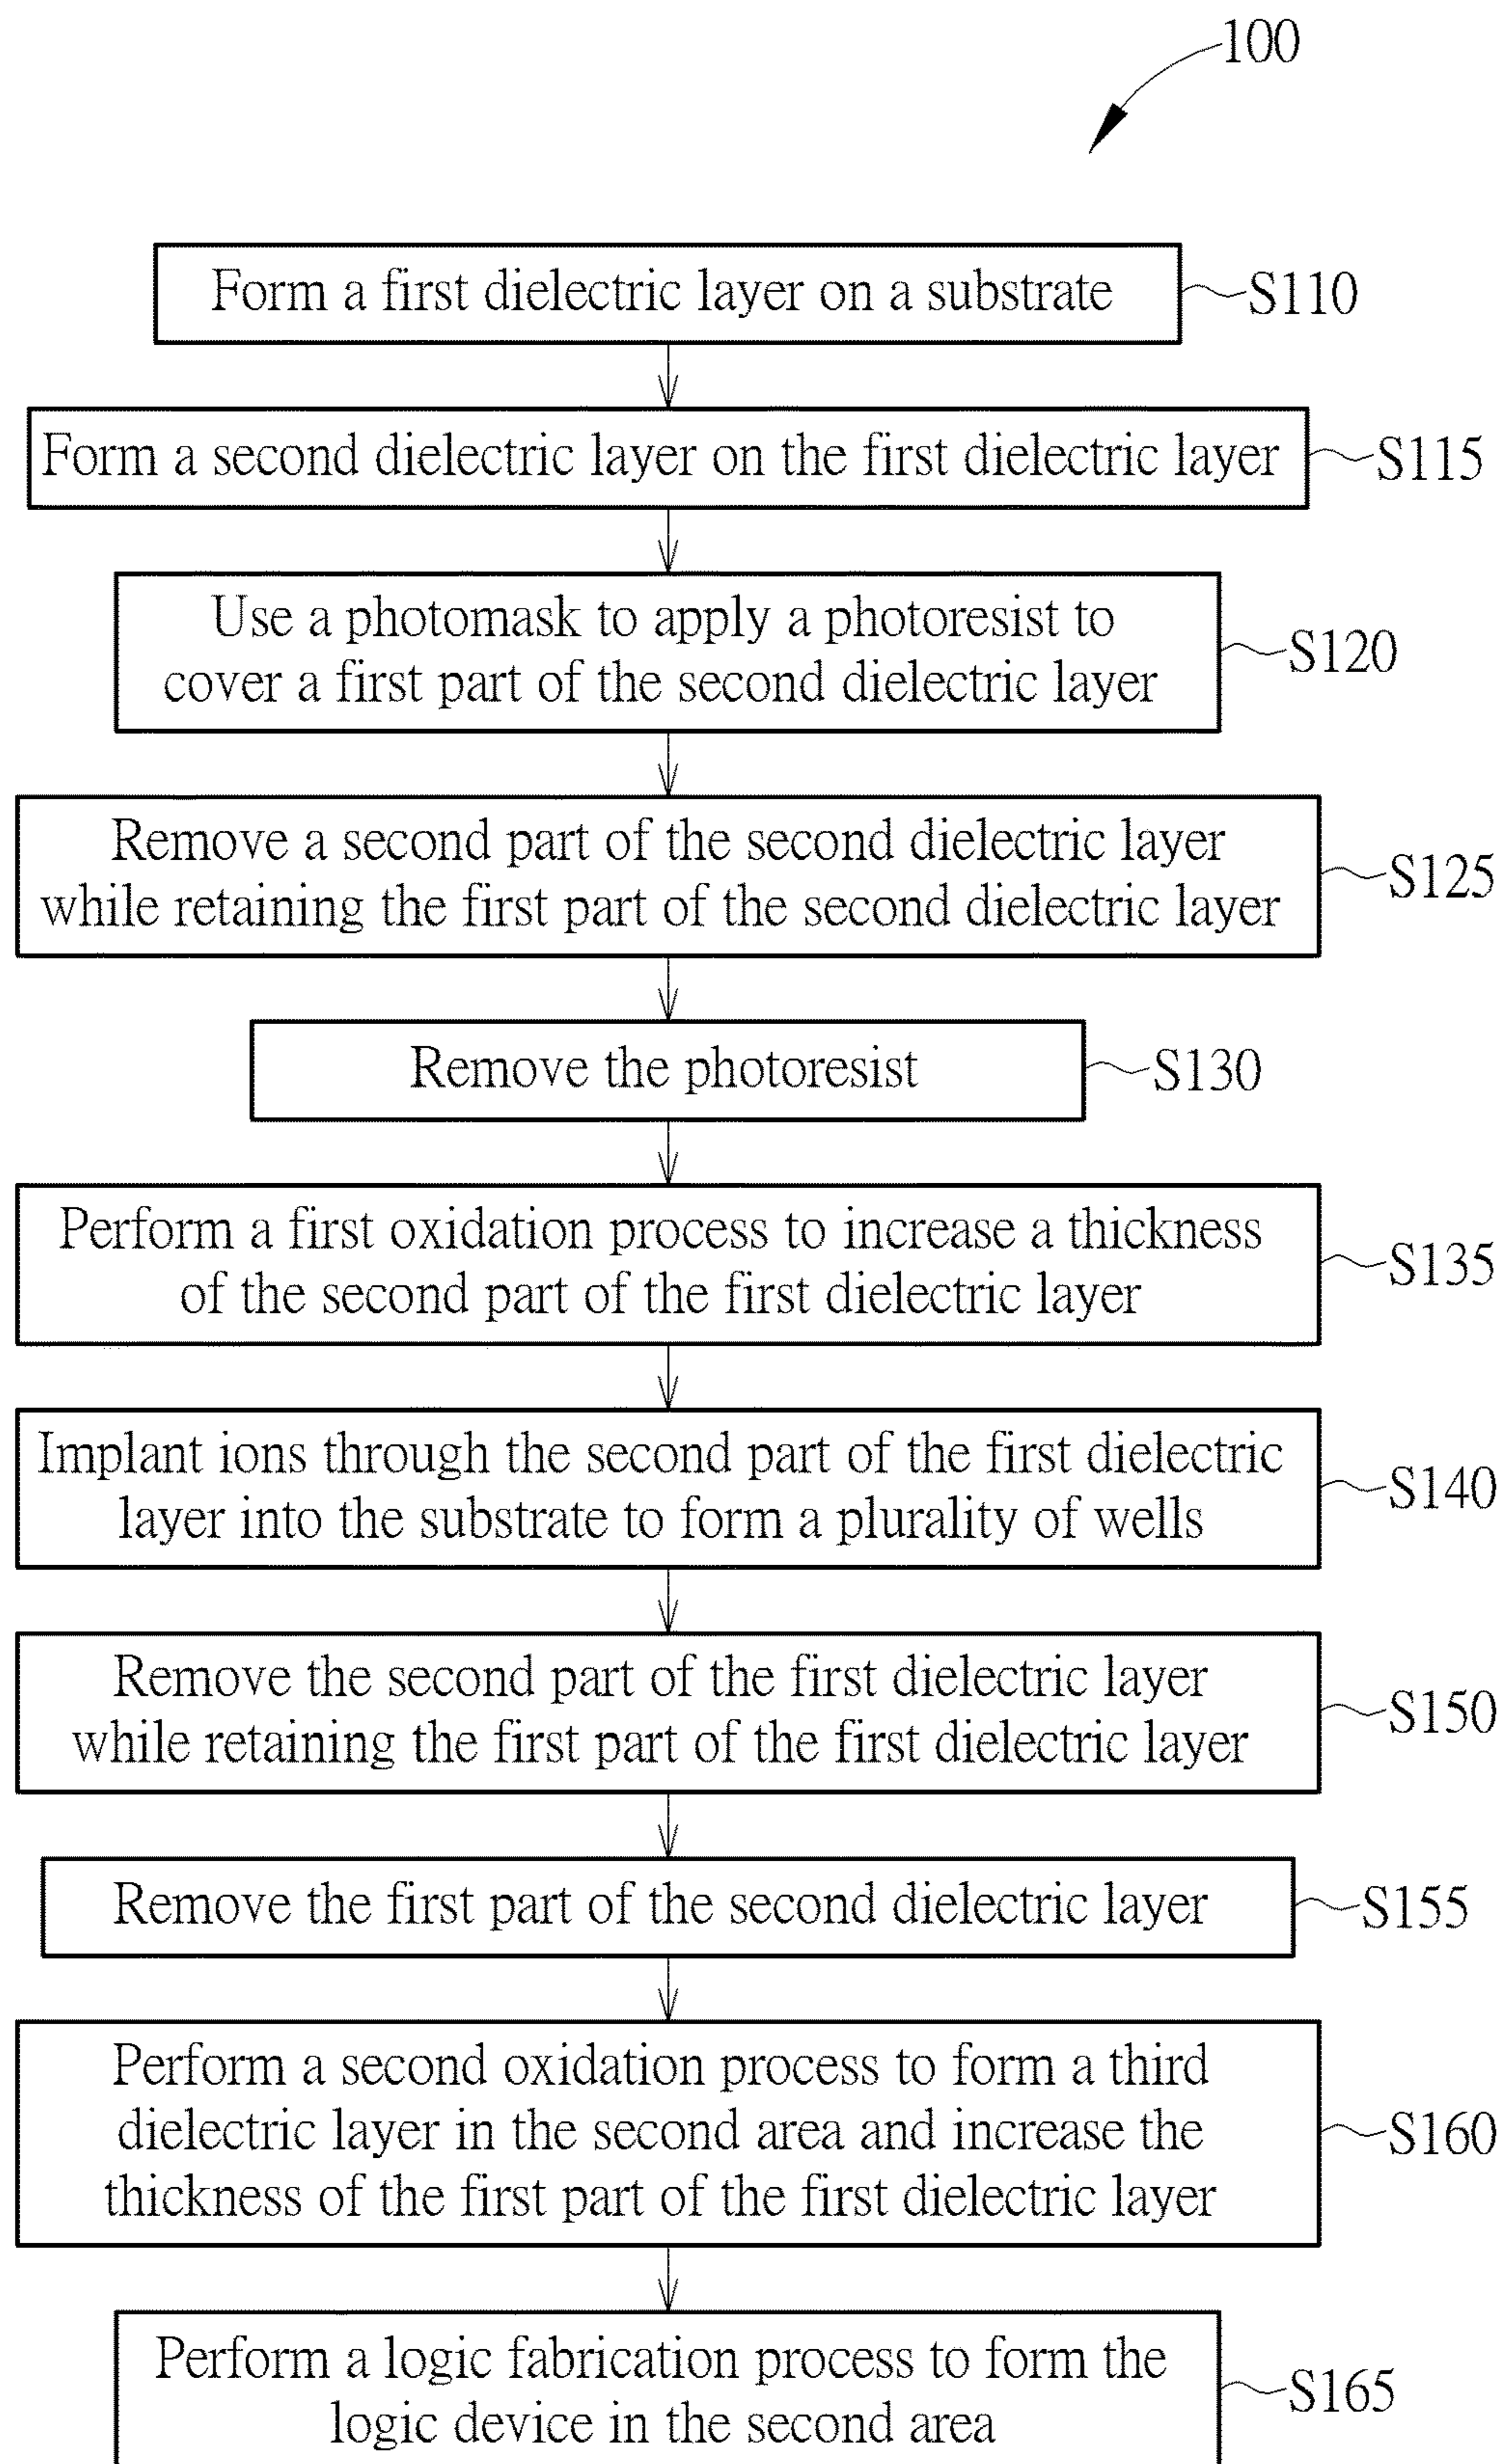 100
Form a first dielectric layer on a substrate
S110
Form a second dielectric layer on the first dielectric layer
S115
Use a photomask to apply a photoresist to
cover a first part of the second dielectric layer
S120
Remove a second part of the second dielectric layer
while retaining the first part of the second dielectric layer
S125
Remove the photoresist
S130
Perform a first oxidation process to increase a thickness
of the second part of the first dielectric layer
S135
Implant ions through the second part of the first dielectric
layer into the substrate to form a plurality of wells
S140
Remove the second part of the first dielectric layer
while retaining the first part of the first dielectric layer
S150
Remove the first part of the second dielectric layer
S155
Perform a second oxidation process to form a third
dielectric layer in the second area and increase the
thickness of the first part of the first dielectric layer
S160
Perform a logic fabrication process to form the
logic device in the second area
S165